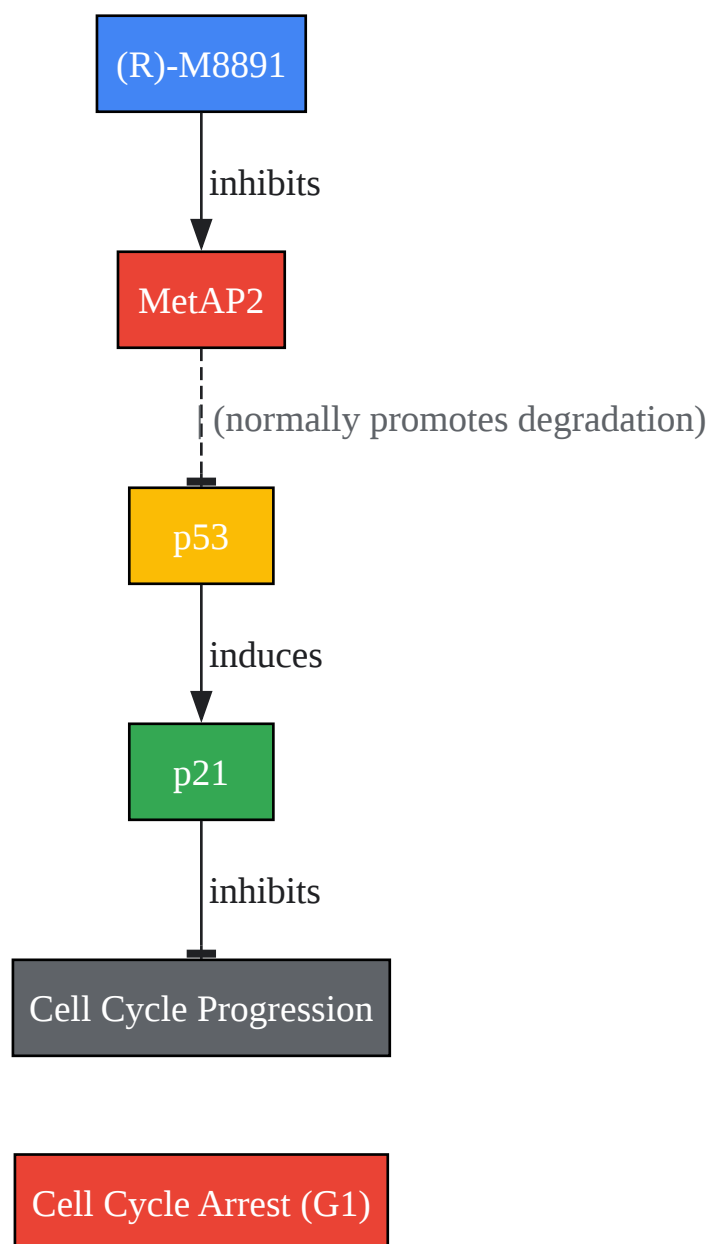 (R)-M8891
inhibits
MetAP2
(normally promotes degradation)
p53
induces
p21
inhibits
Cell Cycle Progression
Cell Cycle Arrest (G1)